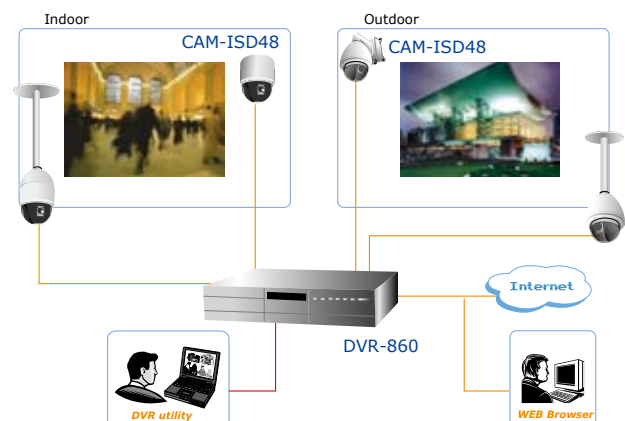 Indoor
Outdoor
CAM-ISD48
CAM-ISD48
Internet
DVR-860
DVR utility
WEB Browser